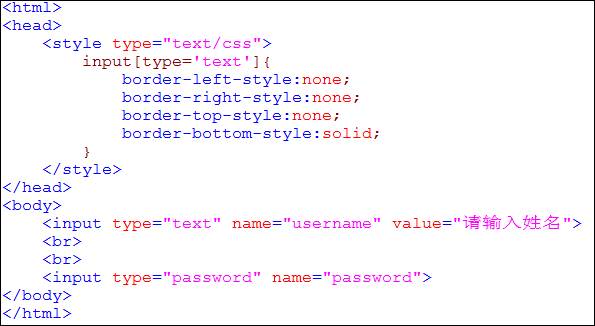 <html>
<head>
    <style type="text/css">
        input[type='text']{
            border-left-style:none;
            border-right-style:none;
            border-top-style:none;
            border-bottom-style:solid;
        }
    </style>
</head>
<body>
    <input type="text" name="username" value="请输入姓名">
    <br>
    <br>
    <input type="password" name="password">
</body>
</html>